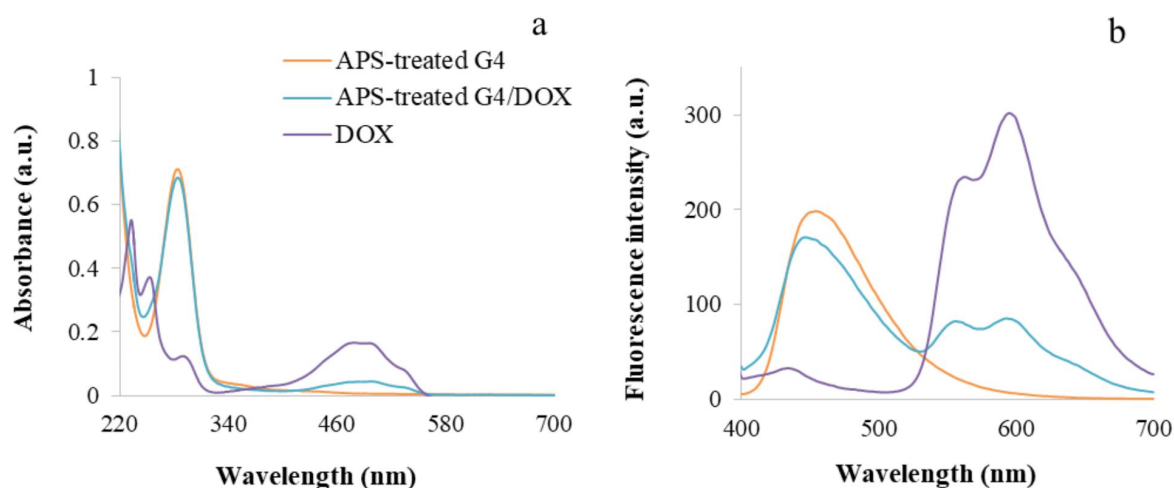 a
APS-treated G4
APS-treated G4/DOX
DOX
Absorbance (a.u.)
1
0.8
0.6
0.4
0.2
0
220 340 460 580 700
Wavelength (nm)
b
Fluorescence intensity (a.u.)
300
200
100
0
400 500 600 700
Wavelength (nm)